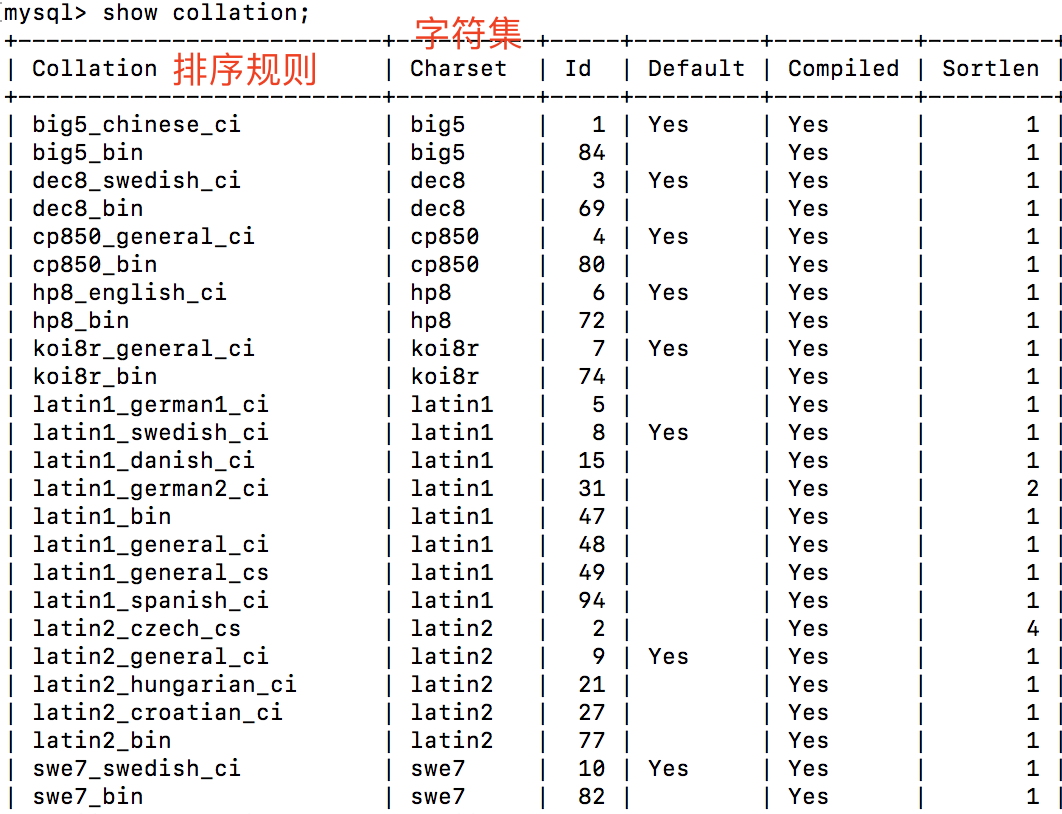 mysql> show collation;
字符集
+---------------------------+-----------+-----+---------+----------+---------+
| Collation 排序规则 | Charset | Id | Default | Compiled | Sortlen |
+---------------------------+-----------+-----+---------+----------+---------+
| big5_chinese_ci | big5 | 1 | Yes | Yes | 1 |
| big5_bin | big5 | 84 | | Yes | 1 |
| dec8_swedish_ci | dec8 | 3 | Yes | Yes | 1 |
| dec8_bin | dec8 | 69 | | Yes | 1 |
| cp850_general_ci | cp850 | 4 | Yes | Yes | 1 |
| cp850_bin | cp850 | 80 | | Yes | 1 |
| hp8_english_ci | hp8 | 6 | Yes | Yes | 1 |
| hp8_bin | hp8 | 72 | | Yes | 1 |
| koi8r_general_ci | koi8r | 7 | Yes | Yes | 1 |
| koi8r_bin | koi8r | 74 | | Yes | 1 |
| latin1_german1_ci | latin1 | 5 | | Yes | 1 |
| latin1_swedish_ci | latin1 | 8 | Yes | Yes | 1 |
| latin1_danish_ci | latin1 | 15 | | Yes | 1 |
| latin1_german2_ci | latin1 | 31 | | Yes | 2 |
| latin1_bin | latin1 | 47 | | Yes | 1 |
| latin1_general_ci | latin1 | 48 | | Yes | 1 |
| latin1_general_cs | latin1 | 49 | | Yes | 1 |
| latin1_spanish_ci | latin1 | 94 | | Yes | 1 |
| latin2_czech_cs | latin2 | 2 | | Yes | 4 |
| latin2_general_ci | latin2 | 9 | Yes | Yes | 1 |
| latin2_hungarian_ci | latin2 | 21 | | Yes | 1 |
| latin2_croatian_ci | latin2 | 27 | | Yes | 1 |
| latin2_bin | latin2 | 77 | | Yes | 1 |
| swe7_swedish_ci | swe7 | 10 | Yes | Yes | 1 |
| swe7_bin | swe7 | 82 | | Yes | 1 |